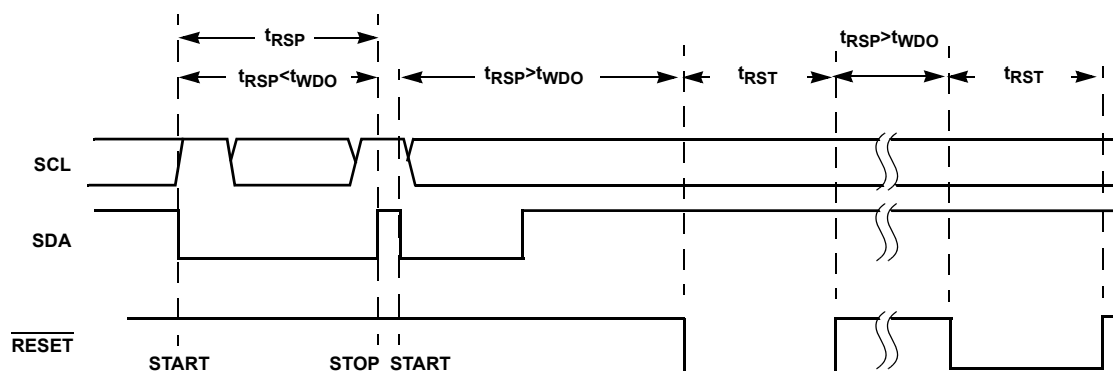 tRSP
tRSP<tWDO
tRSP>tWDO
tRST
tRSP>tWDO
tRST
SCL
SDA
RESET
START
STOP
START